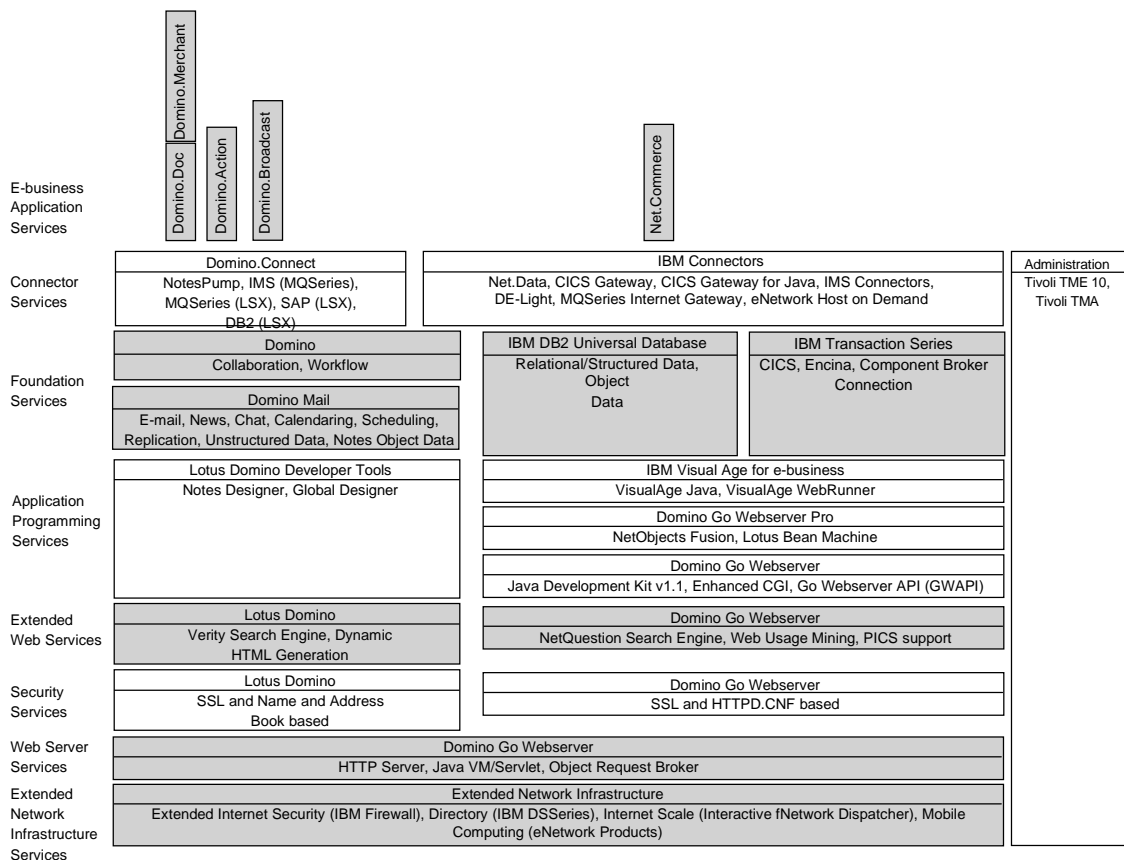 Domino.Merchant
Domino.Doc
Domino.Action
Domino.Broadcast
Net.Commerce
E-business
Application
Services
Connector
Services
Domino.Connect
NotesPump, IMS (MQSeries),
MQSeries (LSX), SAP (LSX),
DB2 (LSX)
IBM Connectors
Net.Data, CICS Gateway, CICS Gateway for Java, IMS Connectors,
DE-Light, MQSeries Internet Gateway, eNetwork Host on Demand
Administration
Tivoli TME 10,
Tivoli TMA
Foundation
Services
Domino
Collaboration, Workflow
Domino Mail
E-mail, News, Chat, Calendaring, Scheduling,
Replication, Unstructured Data, Notes Object Data
IBM DB2 Universal Database
Relational/Structured Data,
Object
Data
IBM Transaction Series
CICS, Encina, Component Broker
Connection
Application
Programming
Services
Lotus Domino Developer Tools
Notes Designer, Global Designer
IBM Visual Age for e-business
VisualAge Java, VisualAge WebRunner
Domino Go Webserver Pro
NetObjects Fusion, Lotus Bean Machine
Domino Go Webserver
Java Development Kit v1.1, Enhanced CGI, Go Webserver API (GWAPI)
Extended
Web Services
Lotus Domino
Verity Search Engine, Dynamic
HTML Generation
Domino Go Webserver
NetQuestion Search Engine, Web Usage Mining, PICS support
Security
Services
Lotus Domino
SSL and Name and Address
Book based
Domino Go Webserver
SSL and HTTPD.CNF based
Web Server
Services
Domino Go Webserver
HTTP Server, Java VM/Servlet, Object Request Broker
Extended
Network
Infrastructure
Services
Extended Network Infrastructure
Extended Internet Security (IBM Firewall), Directory (IBM DSSeries), Internet Scale (Interactive fNetwork Dispatcher), Mobile
Computing (eNetwork Products)